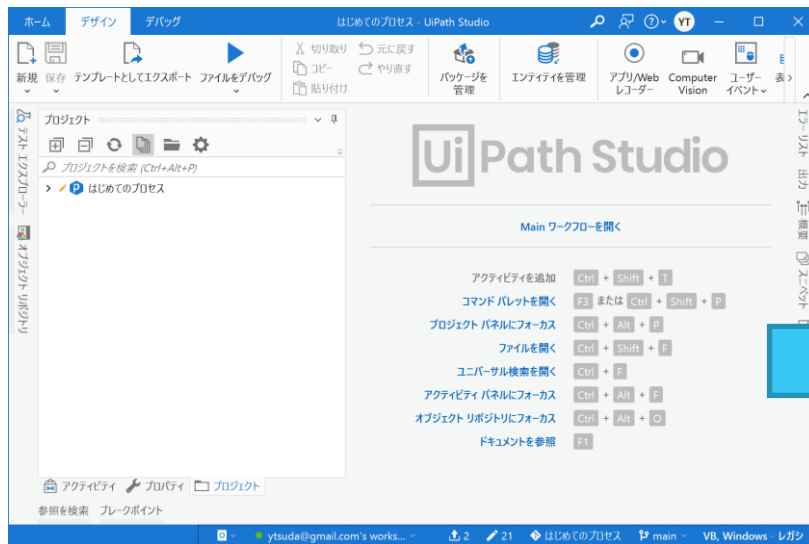 ホーム デザイン デバッグ はじめてのプロセス - UiPath Studio YT
新規 保存 テンプレートとしてエクスポート ファイルをデバッグ
切り取り 元に戻す
コピー やり直す
貼り付け
パッケージを
管理
エンティティを管理
アプリ/Web
レコーダー
Computer
Vision
ユーザー
イベント
表
プロジェクト
プロジェクトを検索 (Ctrl+Alt+P)
はじめてのプロセス
テスト エクスプローラー
オブジェクト リポジトリ
UiPath Studio
Main ワークフローを開く
アクティビティを追加 Ctrl + Shift + T
コマンド パレットを開く F3 または Ctrl + Shift + P
プロジェクト パネルにフォーカス Ctrl + Alt + P
ファイルを開く Ctrl + Shift + F
ユニバーサル検索を開く Ctrl + F
アクティビティ パネルにフォーカス Ctrl + Alt + F
オブジェクト リポジトリにフォーカス Ctrl + Alt + O
ドキュメントを参照 F1
エラー リスト
出力
概要
スニペット
アクティビティ プロパティ プロジェクト
参照を検索 ブレークポイント
ytsuda@gmail.com's works... 2 21 はじめてのプロセス main VB, Windows - レガシ